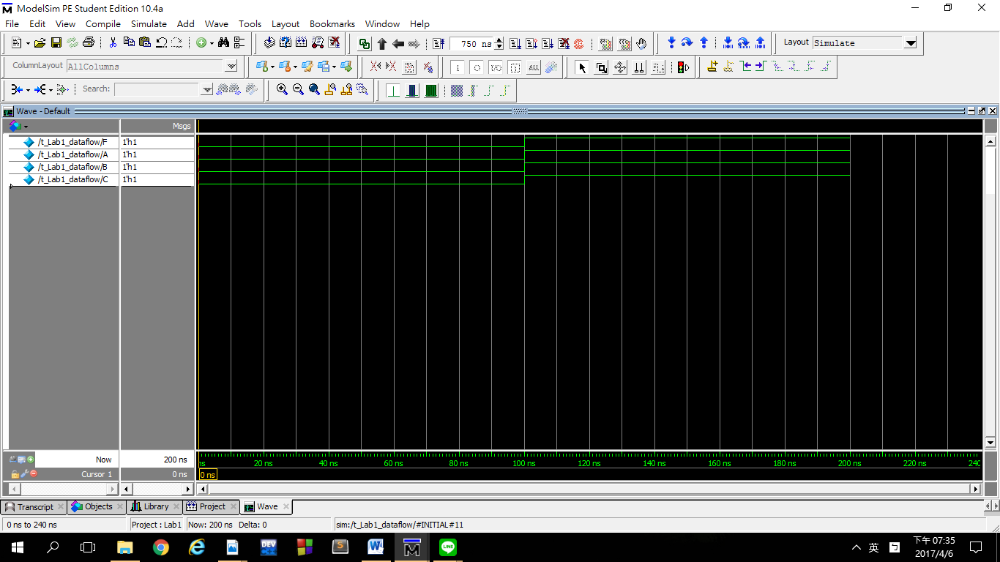 ModelSim PE Student Edition 10.4a
File Edit View Compile Simulate Add Wave Tools Layout Bookmarks Window Help
750 ns
Layout Simulate
ColumnLayout AllColumns
ALL
Search:
Wave - Default
Msgs
/t_Lab1_dataflow/F 1'h1
/t_Lab1_dataflow/A 1'h1
/t_Lab1_dataflow/B 1'h1
/t_Lab1_dataflow/C 1'h1
Now 200 ns
ns 20 ns 40 ns 60 ns 80 ns 100 ns 120 ns 140 ns 160 ns 180 ns 200 ns 220 ns 240
Cursor 1 0 ns
0 ns
Transcript Objects Library Project Wave
0 ns to 240 ns Project : Lab1 Now: 200 ns Delta: 0 sim:/t_Lab1_dataflow/#INITIAL#11
DEV
S
W
M
LINE
英
下午 07:35
2017/4/6